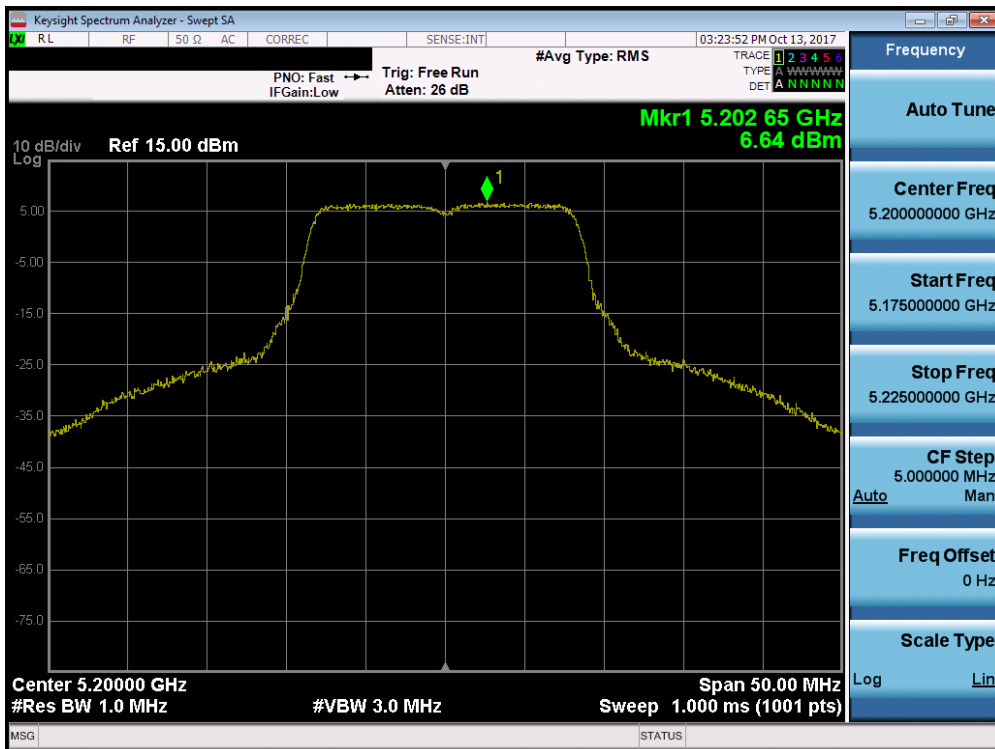 Keysight Spectrum Analyzer - Swept SA
LXI RL RF 50 Ω AC CORREC SENSE:INT 03:23:52 PM Oct 13, 2017
#Avg Type: RMS
TRACE 1 2 3 4 5 6
PNO: Fast Trig: Free Run
TYPE A WWWWW
IFGain:Low Atten: 26 dB
DET A N N N N N
Mkr1 5.202 65 GHz
6.64 dBm
10 dB/div Ref 15.00 dBm
Log
1
5.00
-5.00
-15.0
-25.0
-35.0
-45.0
-55.0
-65.0
-75.0
Center 5.20000 GHz Span 50.00 MHz
#Res BW 1.0 MHz #VBW 3.0 MHz Sweep 1.000 ms (1001 pts)
MSG STATUS
Frequency
Auto Tune
Center Freq
5.200000000 GHz
Start Freq
5.175000000 GHz
Stop Freq
5.225000000 GHz
CF Step
5.000000 MHz
Auto Man
Freq Offset
0 Hz
Scale Type
Log Lin